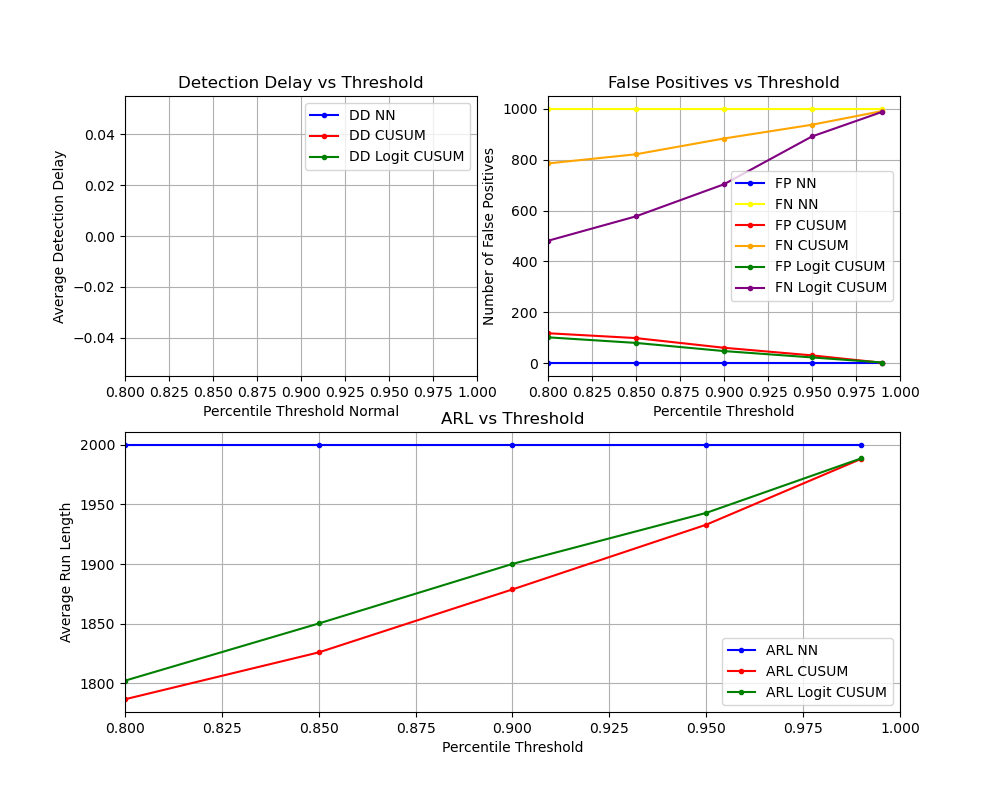 Detection Delay vs Threshold
Average Detection Delay
0.04
0.02
0.00
−0.02
−0.04
DD NN
DD CUSUM
DD Logit CUSUM
0.800 0.825 0.850 0.875 0.900 0.925 0.950 0.975 1.000
Percentile Threshold Normal
False Positives vs Threshold
Number of False Positives
1000
800
600
400
200
0
FP NN
FN NN
FP CUSUM
FN CUSUM
FP Logit CUSUM
FN Logit CUSUM
0.800 0.825 0.850 0.875 0.900 0.925 0.950 0.975 1.000
Percentile Threshold
ARL vs Threshold
Average Run Length
2000
1950
1900
1850
1800
ARL NN
ARL CUSUM
ARL Logit CUSUM
0.800 0.825 0.850 0.875 0.900 0.925 0.950 0.975 1.000
Percentile Threshold